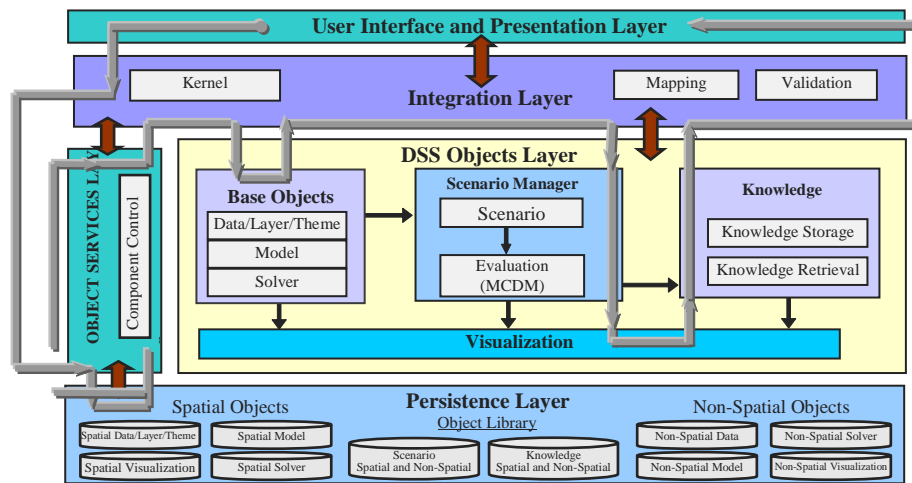 User Interface and Presentation Layer
Kernel
Integration Layer
Mapping
Validation
OBJECT SERVICES LAY
Component Control
DSS Objects Layer
Base Objects
Data/Layer/Theme
Model
Solver
Scenario Manager
Scenario
Evaluation
(MCDM)
Knowledge
Knowledge Storage
Knowledge Retrieval
Visualization
Persistence Layer
Object Library
Spatial Objects
Spatial Data/Layer/Theme
Spatial Model
Spatial Visualization
Spatial Solver
Scenario
Spatial and Non-Spatial
Knowledge
Spatial and Non-Spatial
Non-Spatial Objects
Non-Spatial Data
Non-Spatial Solver
Non-Spatial Model
Non-Spatial Visualization